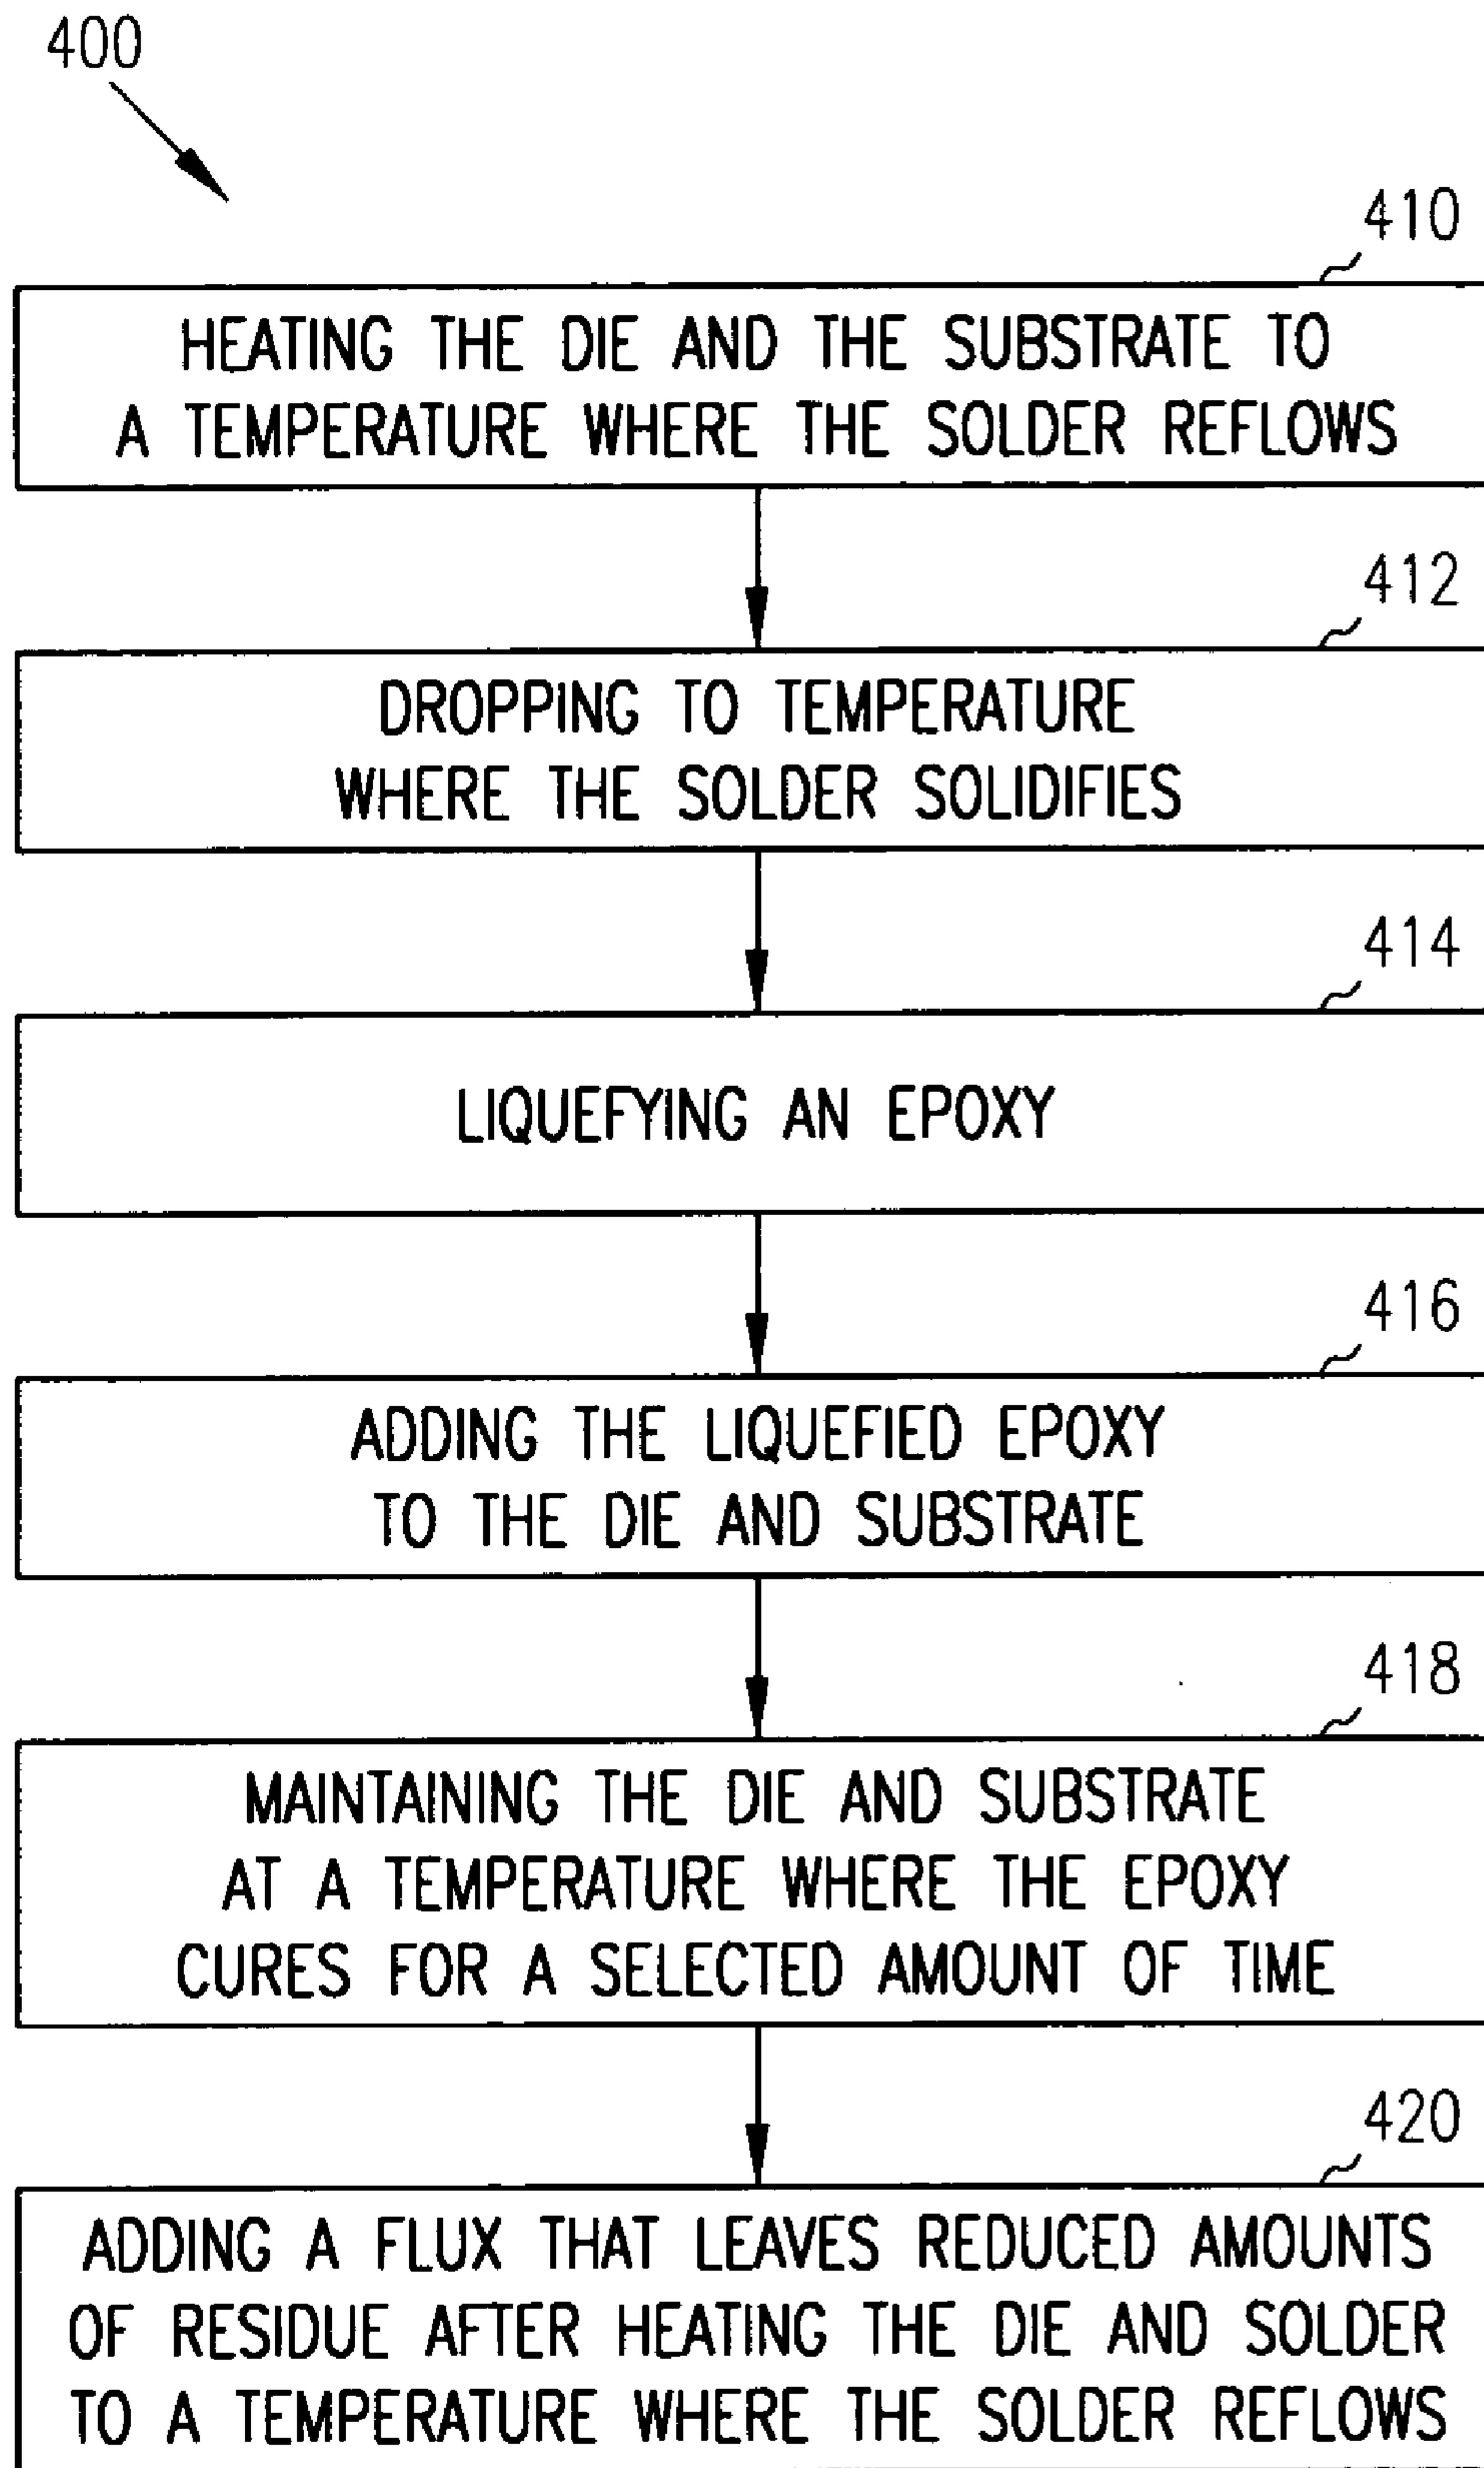 400
410
HEATING THE DIE AND THE SUBSTRATE TO
A TEMPERATURE WHERE THE SOLDER REFLOWS
412
DROPPING TO TEMPERATURE
WHERE THE SOLDER SOLIDIFIES
414
LIQUEFYING AN EPOXY
416
ADDING THE LIQUEFIED EPOXY
TO THE DIE AND SUBSTRATE
418
MAINTAINING THE DIE AND SUBSTRATE
AT A TEMPERATURE WHERE THE EPOXY
CURES FOR A SELECTED AMOUNT OF TIME
420
ADDING A FLUX THAT LEAVES REDUCED AMOUNTS
OF RESIDUE AFTER HEATING THE DIE AND SOLDER
TO A TEMPERATURE WHERE THE SOLDER REFLOWS